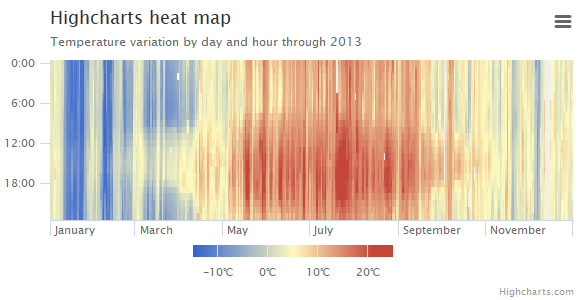 Highcharts heat map
Temperature variation by day and hour through 2013
0:00
6:00
12:00
18:00
January March May July September November
-10℃ 0℃ 10℃ 20℃
Highcharts.com